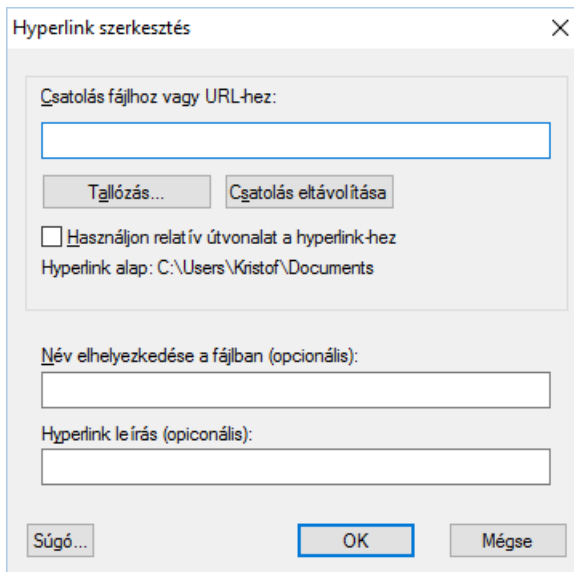 Hyperlink szerkesztés
Csatolás fájlhoz vagy URL-hez:
Tallózás... Csatolás eltávolítása
Használjon relatív útvonalat a hyperlink-hez
Hyperlink alap: C:\Users\Kristof\Documents
Név elhelyezkedése a fájlban (opcionális):
Hyperlink leírás (opiconális):
Súgó... OK Mégse